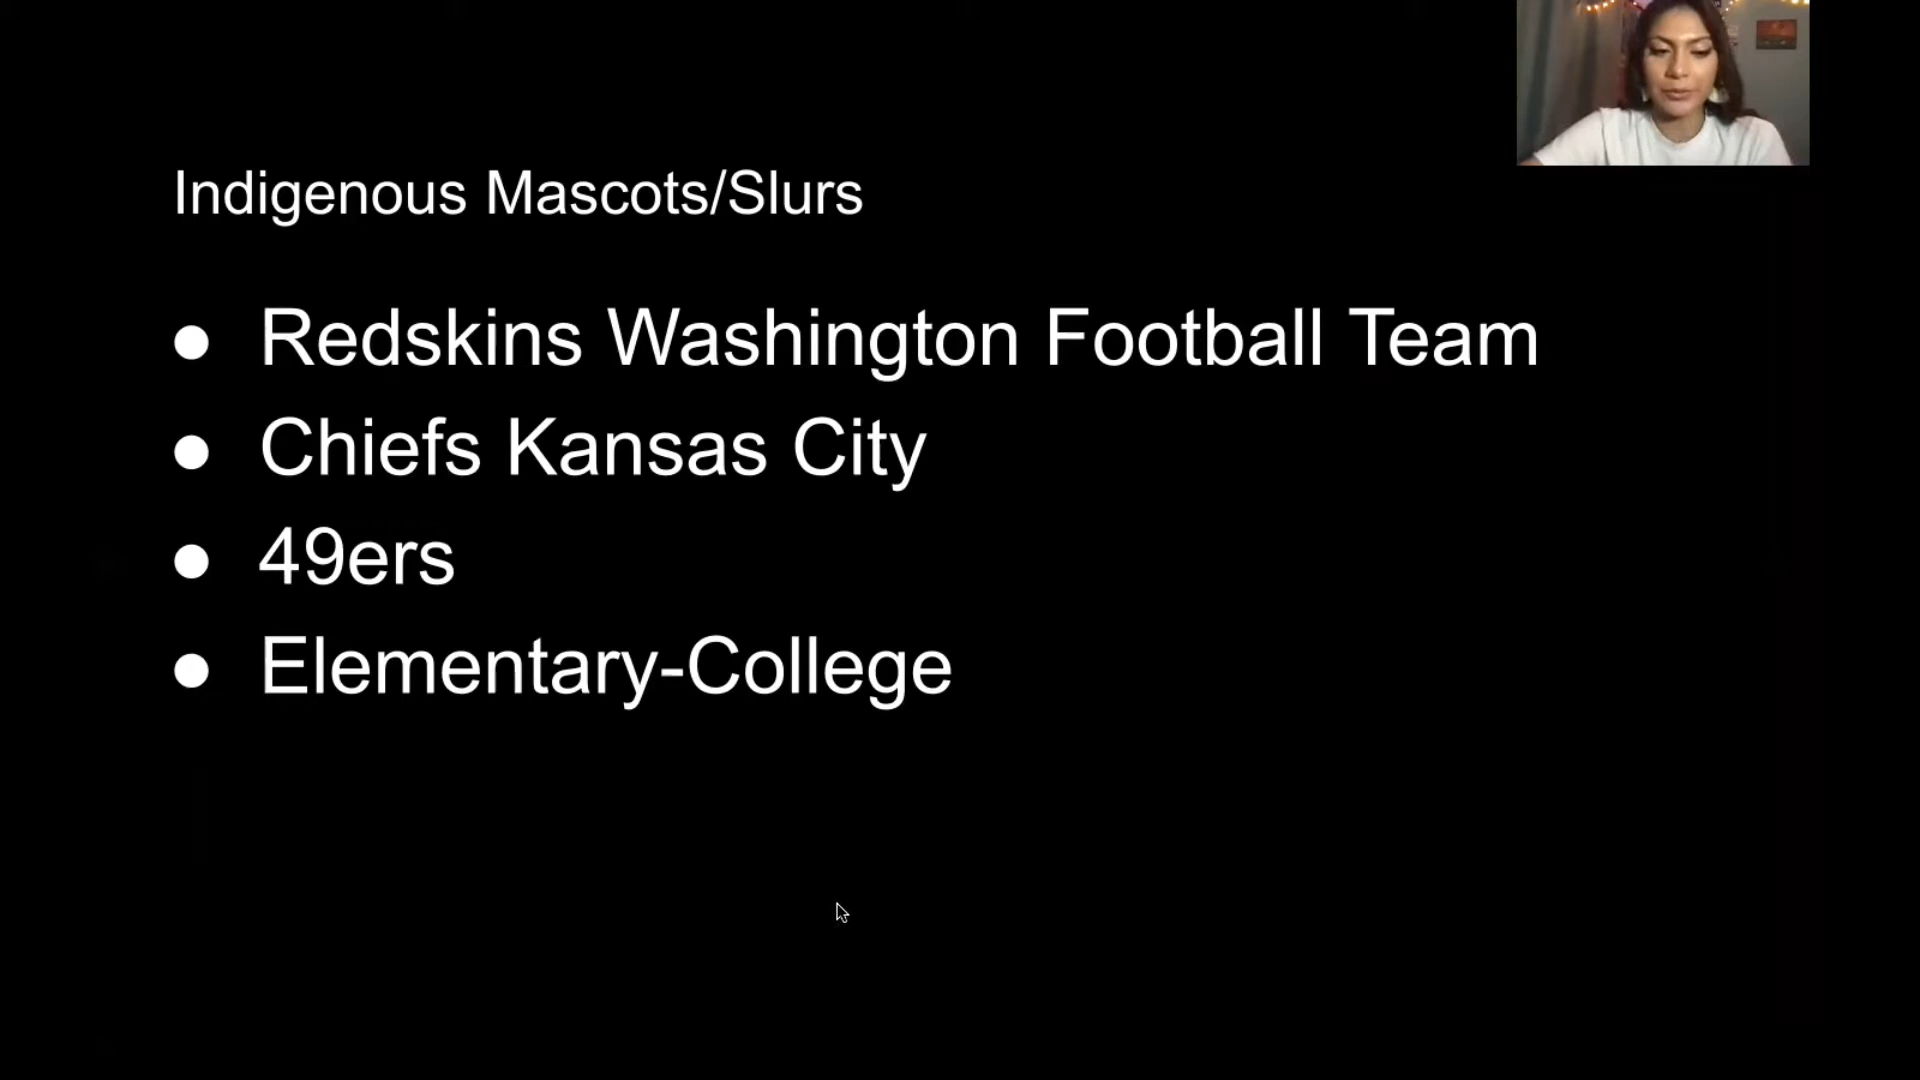 Indigenous Mascots/Slurs
● Redskins Washington Football Team
● Chiefs Kansas City
● 49ers
● Elementary-College